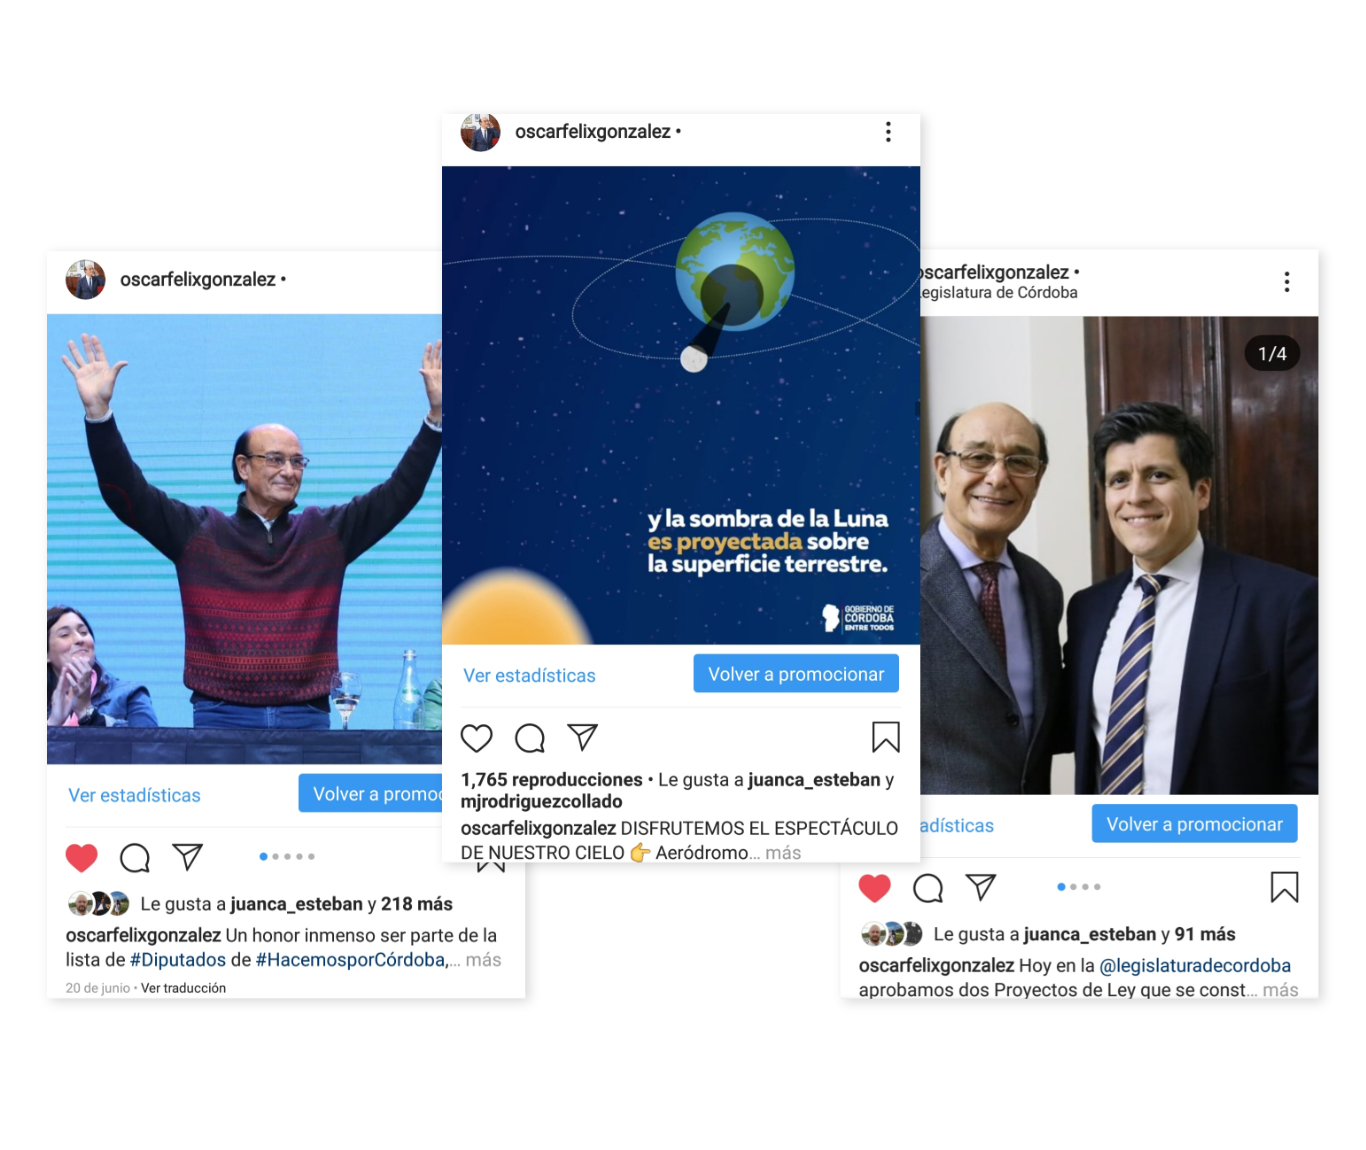 oscarfelixgonzalez •
Ver estadísticas
Volver a promoc
Le gusta a juanca_esteban y 218 más
oscarfelixgonzalez Un honor inmenso ser parte de la
lista de #Diputados de #HacemosporCórdoba,... más
20 de junio • Ver traducción
oscarfelixgonzalez •
y la sombra de la Luna
es proyectada sobre
la superficie terrestre.
GOBIERNO DE
CÓRDOBA
ENTRE TODOS
Ver estadísticas
Volver a promocionar
1,765 reproducciones • Le gusta a juanca_esteban y
mjrodriguezcollado
oscarfelixgonzalez DISFRUTEMOS EL ESPECTÁCULO
DE NUESTRO CIELO 👉 Aeródromo... más
oscarfelixgonzalez •
egislatura de Córdoba
1/4
adísticas
Volver a promocionar
Le gusta a juanca_esteban y 91 más
oscarfelixgonzalez Hoy en la @legislaturadecordoba
aprobamos dos Proyectos de Ley que se const... más